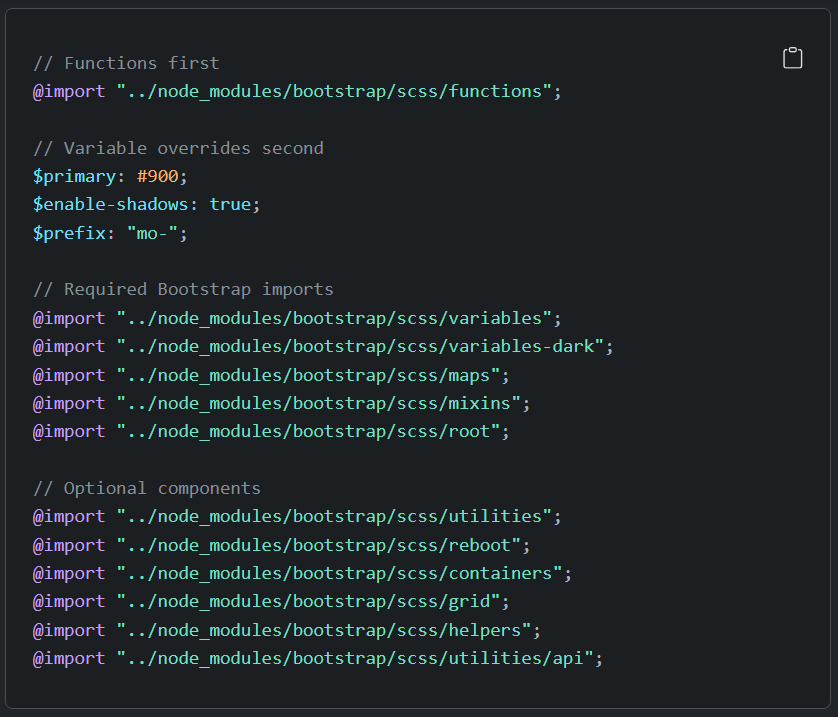 // Functions first
@import "../node_modules/bootstrap/scss/functions";
// Variable overrides second
$primary: #900;
$enable-shadows: true;
$prefix: "mo-";
// Required Bootstrap imports
@import "../node_modules/bootstrap/scss/variables";
@import "../node_modules/bootstrap/scss/variables-dark";
@import "../node_modules/bootstrap/scss/maps";
@import "../node_modules/bootstrap/scss/mixins";
@import "../node_modules/bootstrap/scss/root";
// Optional components
@import "../node_modules/bootstrap/scss/utilities";
@import "../node_modules/bootstrap/scss/reboot";
@import "../node_modules/bootstrap/scss/containers";
@import "../node_modules/bootstrap/scss/grid";
@import "../node_modules/bootstrap/scss/helpers";
@import "../node_modules/bootstrap/scss/utilities/api";